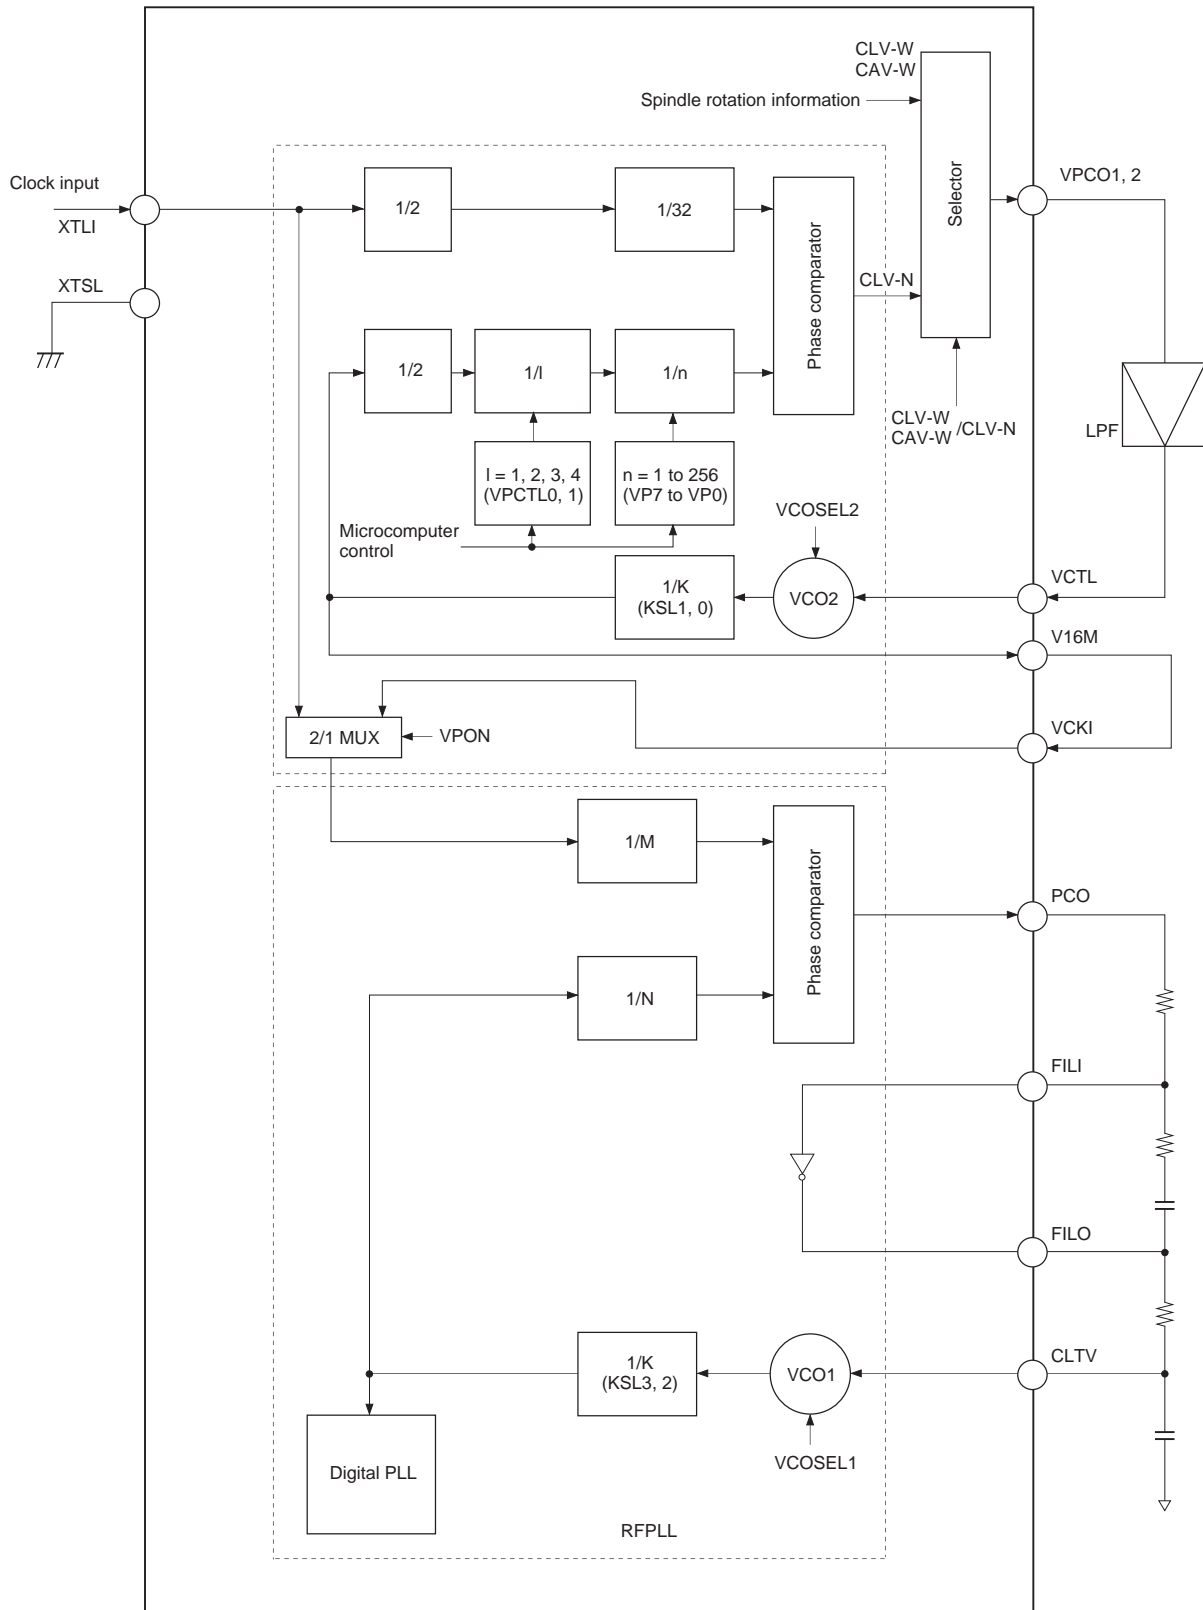 CLV-W
CAV-W
Spindle rotation information
Selector
Clock input
XTLI
1/2
1/32
Phase comparator
VPCO1, 2
XTSL
CLV-N
1/2
1/l
1/n
CLV-W
CAV-W /CLV-N
LPF
l = 1, 2, 3, 4
(VPCTL0, 1)
n = 1 to 256
(VP7 to VP0)
Microcomputer
control
VCOSEL2
1/K
(KSL1, 0)
VCO2
VCTL
V16M
2/1 MUX
VPON
VCKI
1/M
Phase comparator
PCO
1/N
FILI
FILO
1/K
(KSL3, 2)
VCO1
CLTV
VCOSEL1
Digital PLL
RFPLL